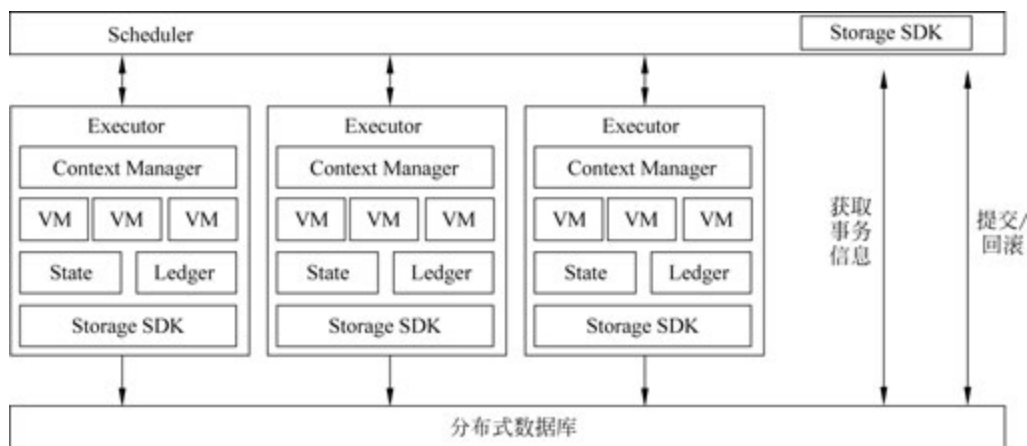 Scheduler
Storage SDK
Executor
Executor
Executor
Context Manager
Context Manager
Context Manager
VM VM VM
VM VM VM
VM VM VM
State Ledger
State Ledger
State Ledger
Storage SDK
Storage SDK
Storage SDK
获取
事务
信息
提交/
回滚
分布式数据库